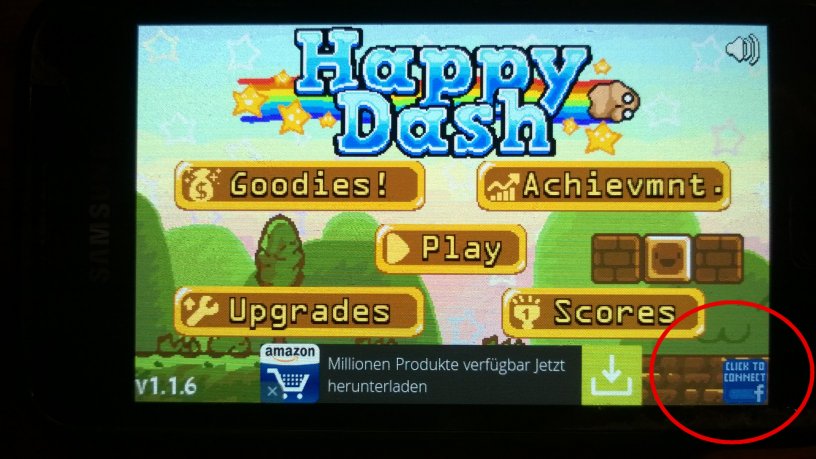 Happy
Dash
Goodies!
Achievmnt.
Play
Upgrades
Scores
amazon
Millionen Produkte verfügbar Jetzt
herunterladen
v1.1.6
CLICK TO
CONNECT
f
SAMSUNG